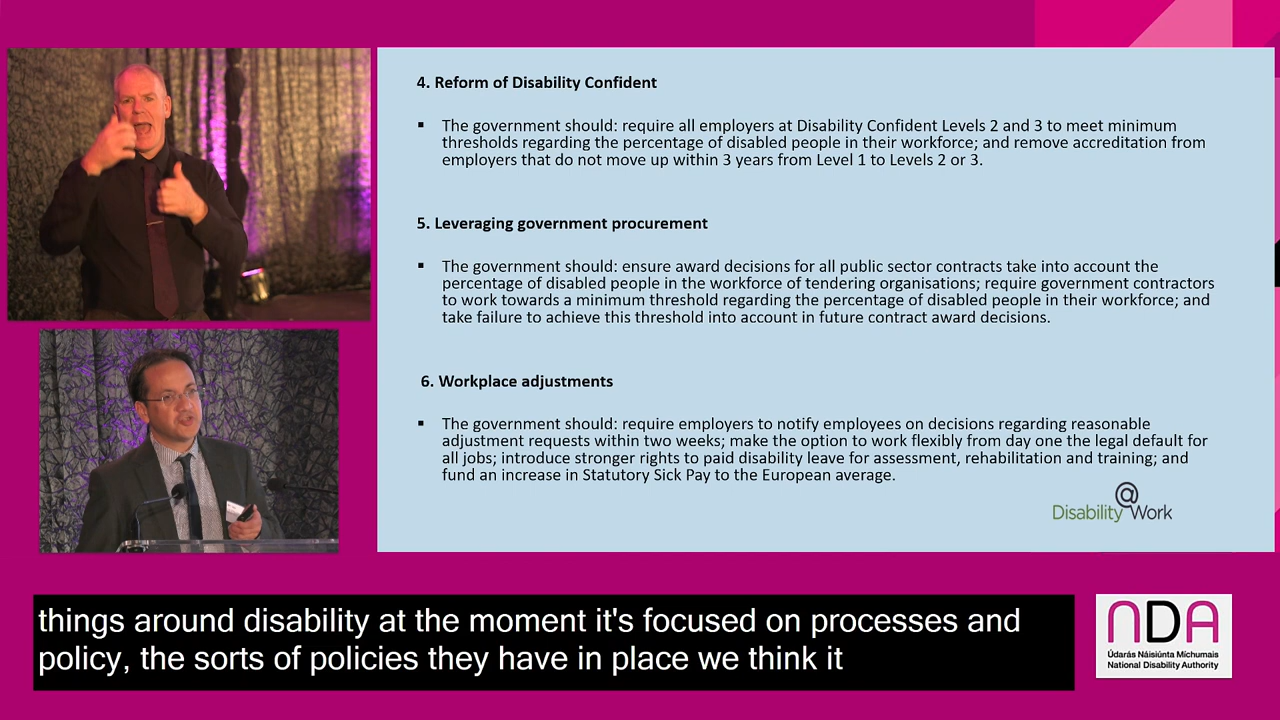 4. Reform of Disability Confident
▪ The government should: require all employers at Disability Confident Levels 2 and 3 to meet minimum
thresholds regarding the percentage of disabled people in their workforce; and remove accreditation from
employers that do not move up within 3 years from Level 1 to Levels 2 or 3.
5. Leveraging government procurement
▪ The government should: ensure award decisions for all public sector contracts take into account the
percentage of disabled people in the workforce of tendering organisations; require government contractors
to work towards a minimum threshold regarding the percentage of disabled people in their workforce; and
take failure to achieve this threshold into account in future contract award decisions.
6. Workplace adjustments
▪ The government should: require employers to notify employees on decisions regarding reasonable
adjustment requests within two weeks; make the option to work flexibly from day one the legal default for
all jobs; introduce stronger rights to paid disability leave for assessment, rehabilitation and training; and
fund an increase in Statutory Sick Pay to the European average.
Disability@Work
things around disability at the moment it's focused on processes and
policy, the sorts of policies they have in place we think it
NDA
Údarás Náisiúnta Míchumais
National Disability Authority